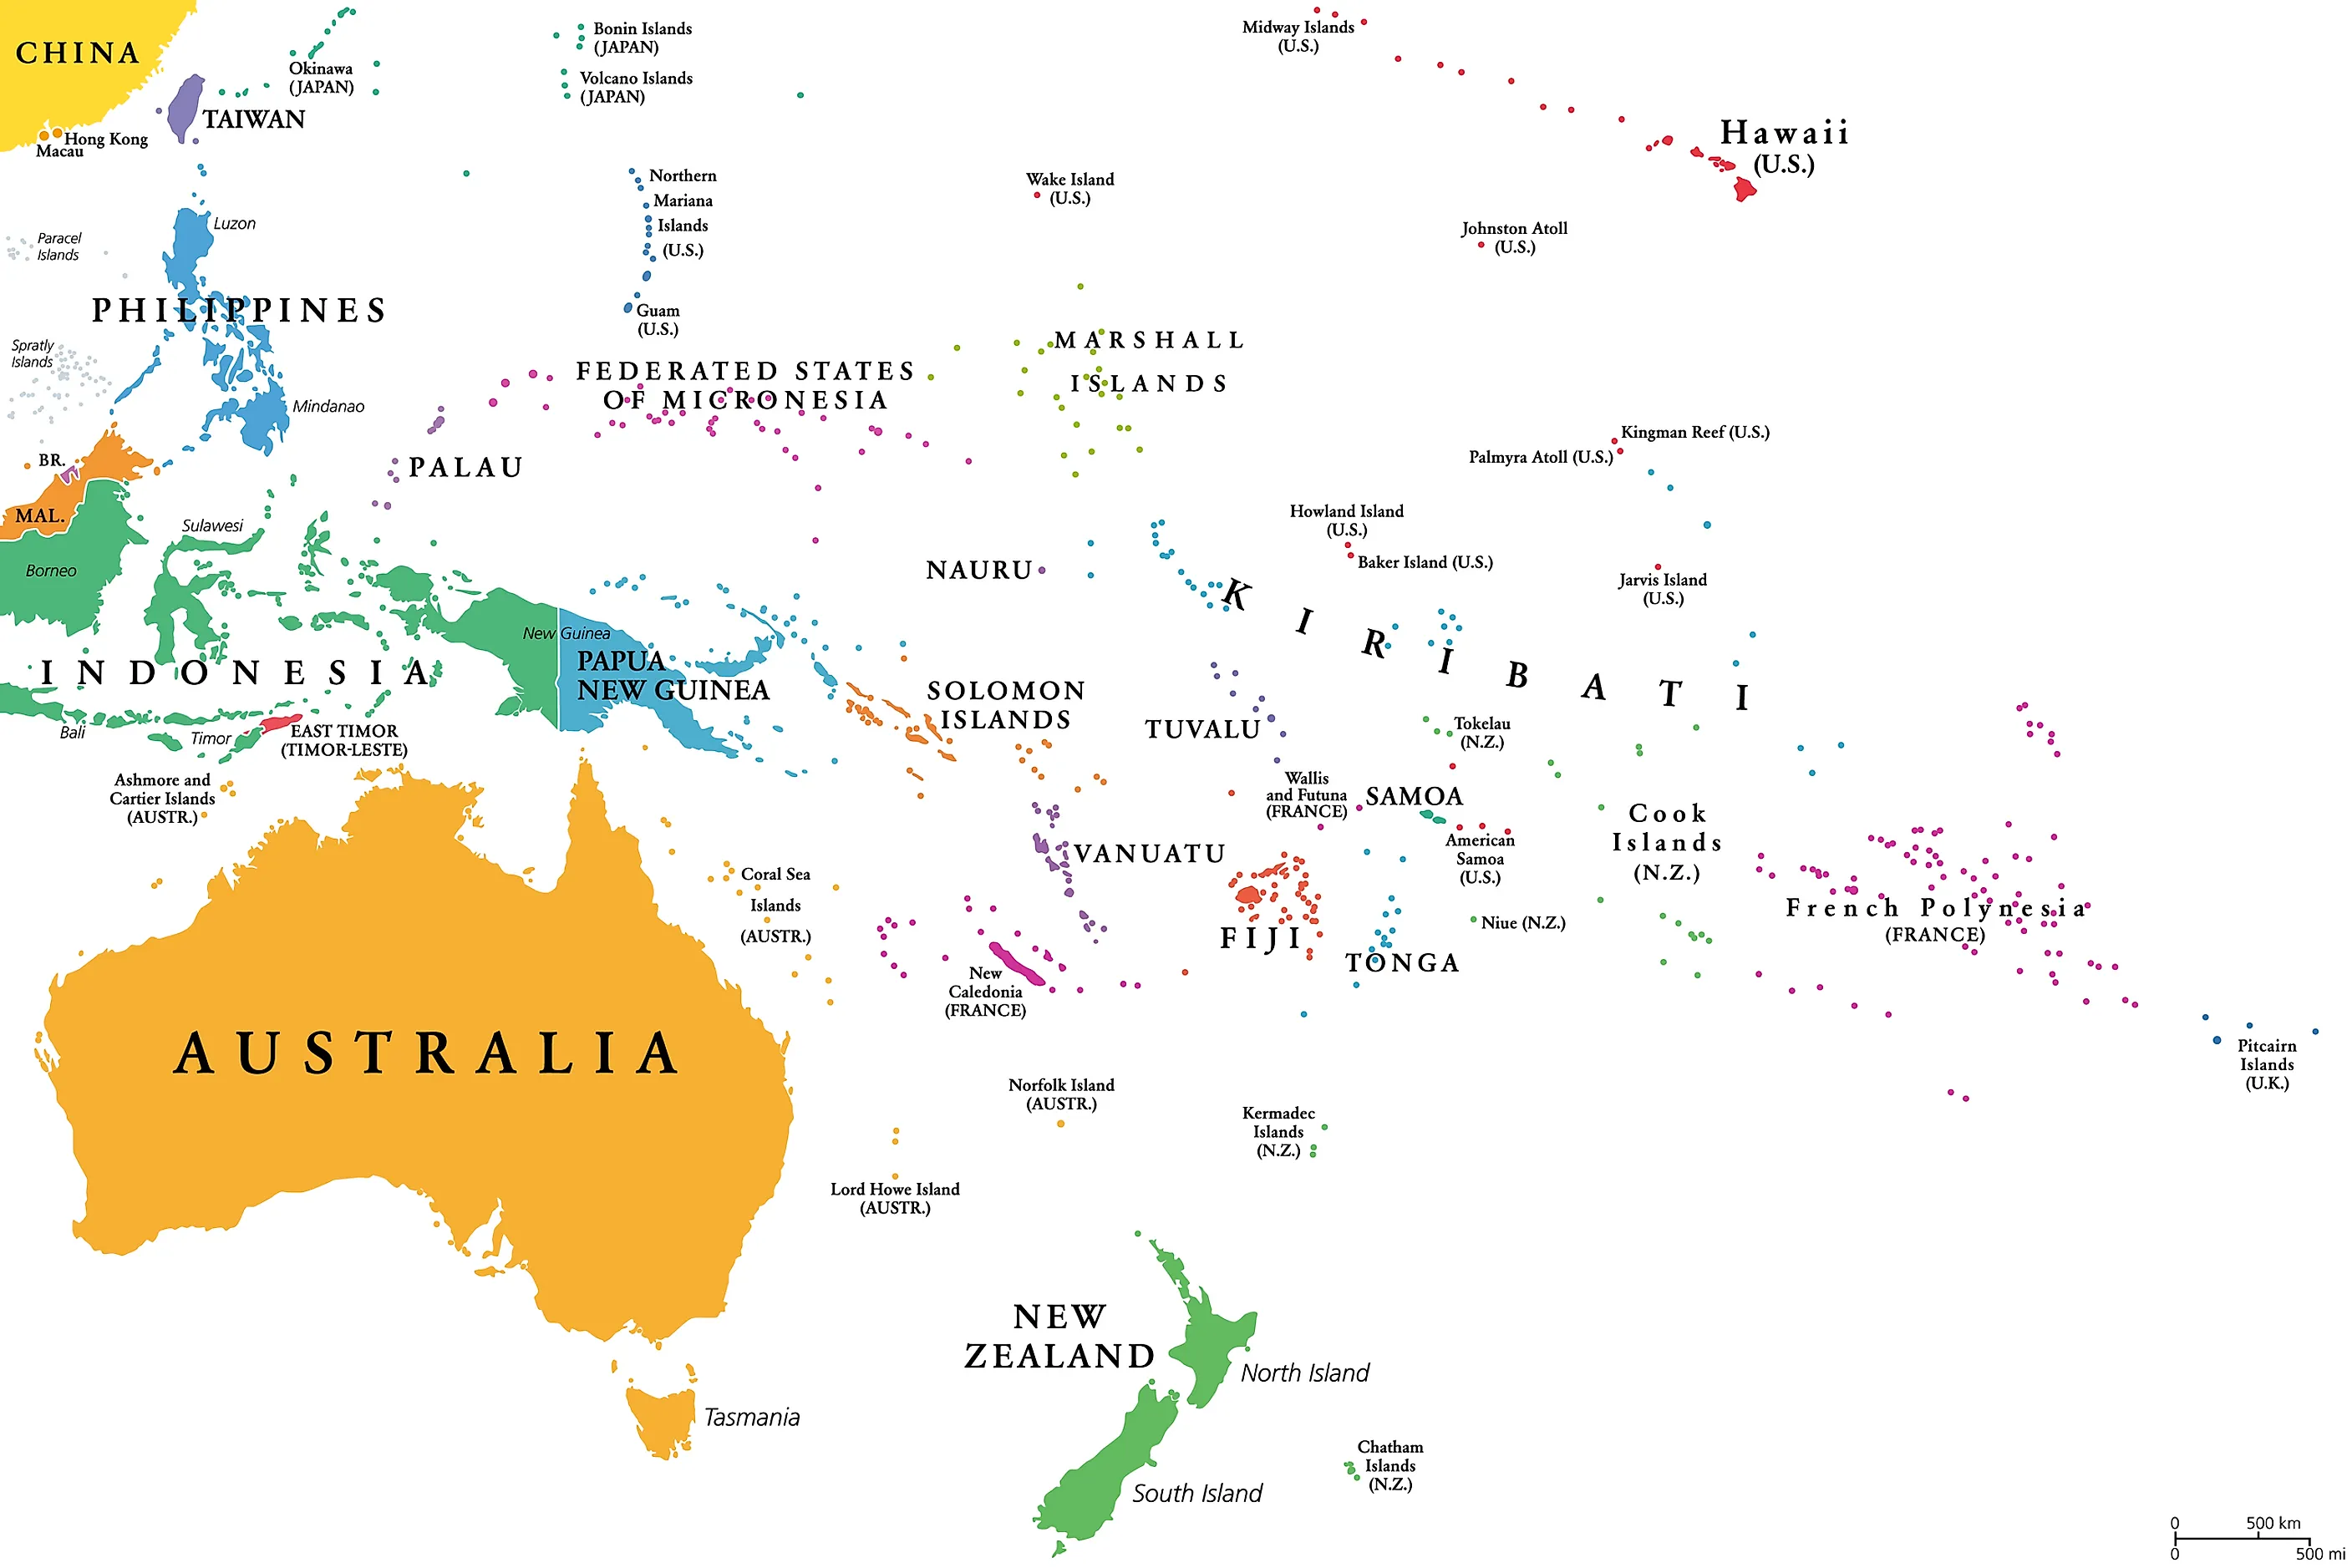 CHINA
Okinawa
(JAPAN)
Bonin Islands
(JAPAN)
Volcano Islands
(JAPAN)
Midway Islands
(U.S.)
TAIWAN
Hong Kong
Macau
Hawaii
(U.S.)
Northern
Mariana
Islands
(U.S.)
Wake Island
(U.S.)
Johnston Atoll
(U.S.)
Luzon
Paracel
Islands
PHILIPPINES
Guam
(U.S.)
Spratly
Islands
Mindanao
FEDERATED STATES
OF MICRONESIA
MARSHALL
ISLANDS
Kingman Reef (U.S.)
Palmyra Atoll (U.S.)
BR.
PALAU
MAL.
Sulawesi
Borneo
Howland Island
(U.S.)
Baker Island (U.S.)
NAURU
Jarvis Island
(U.S.)
KIRIBATI
New Guinea
INDONESIA
PAPUA
NEW GUINEA
SOLOMON
ISLANDS
TUVALU
Tokelau
(N.Z.)
Bali
Timor
EAST TIMOR
(TIMOR-LESTE)
Ashmore and
Cartier Islands
(AUSTR.)
Wallis
and Futuna
(FRANCE)
SAMOA
American
Samoa
(U.S.)
Cook
Islands
(N.Z.)
VANUATU
Coral Sea
Islands
(AUSTR.)
FIJI
Niue (N.Z.)
French Polynesia
(FRANCE)
TONGA
New
Caledonia
(FRANCE)
AUSTRALIA
Pitcairn
Islands
(U.K.)
Norfolk Island
(AUSTR.)
Kermadec
Islands
(N.Z.)
Lord Howe Island
(AUSTR.)
NEW
ZEALAND
North Island
Tasmania
Chatham
Islands
(N.Z.)
South Island
0 500 km
0 500 mi